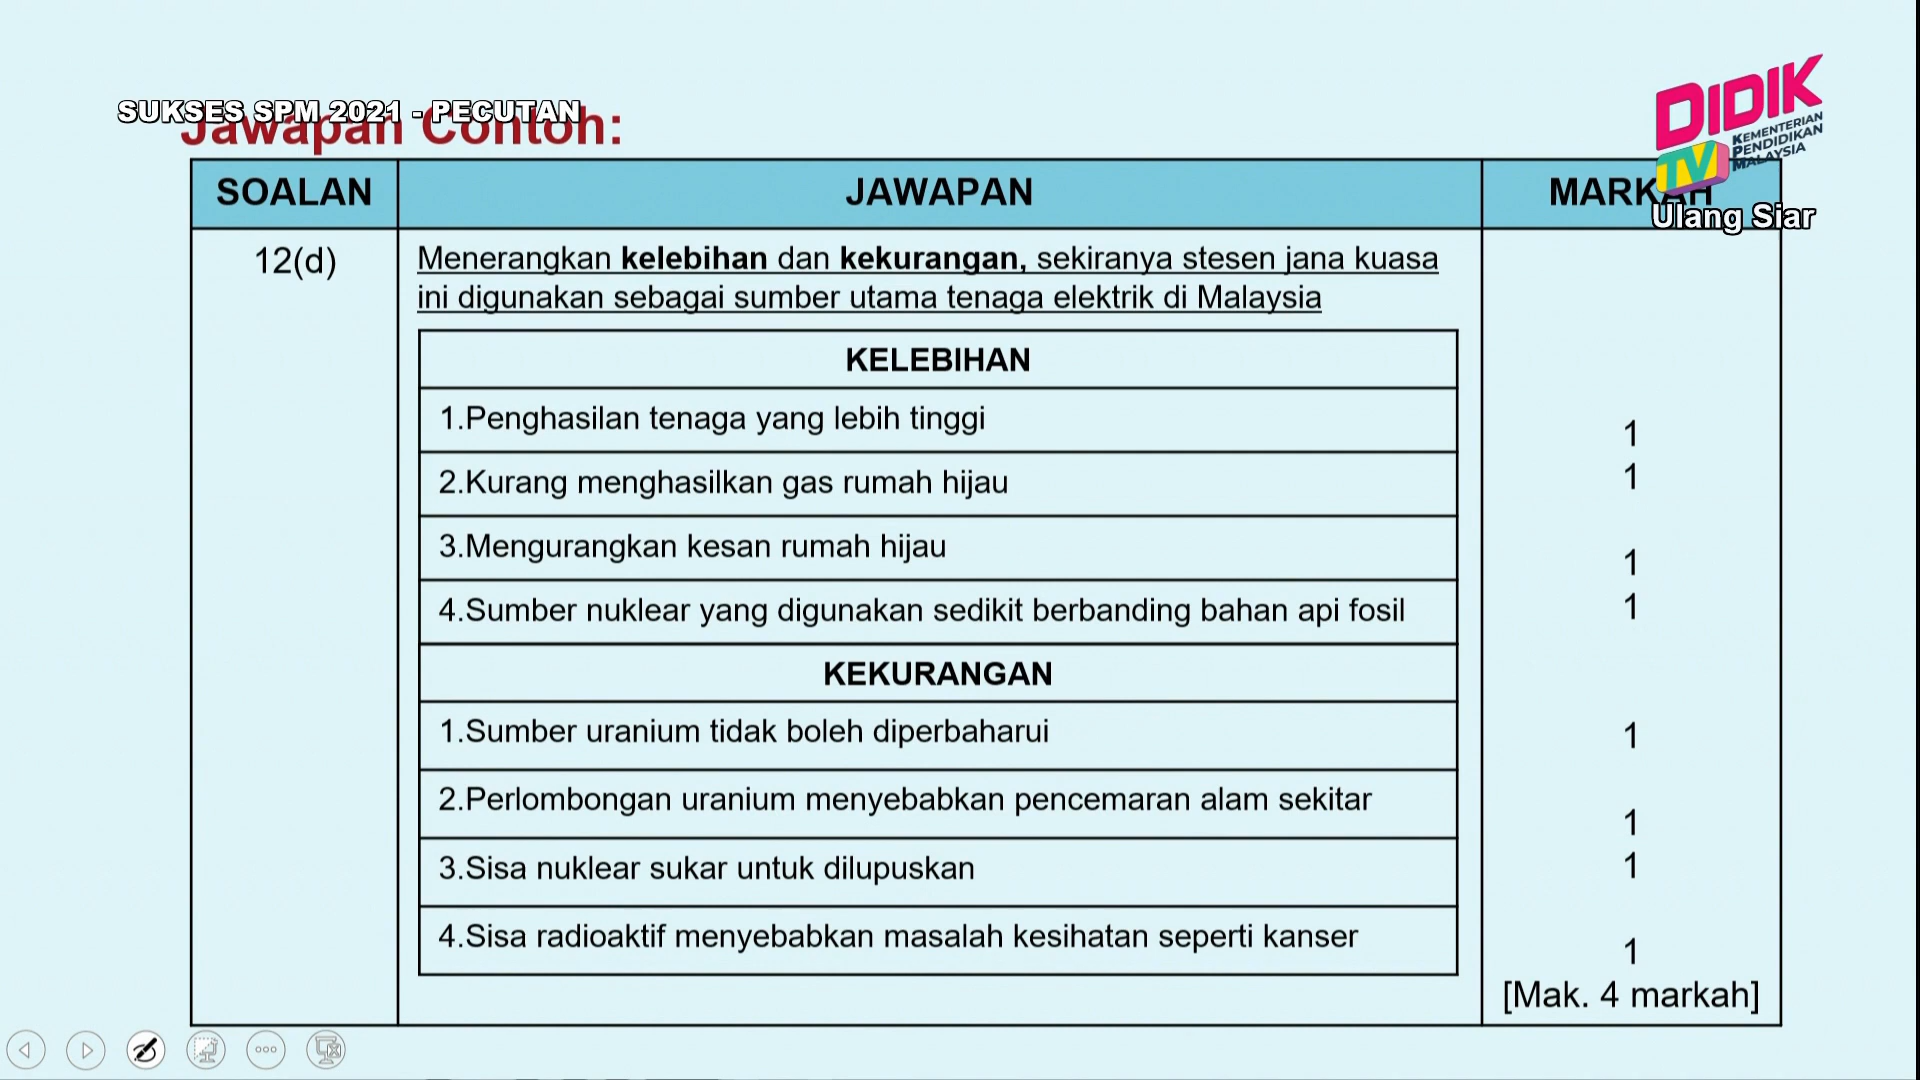 SUKSES SPM 2021 - PECUTAN
Jawapan Contoh:
DIDIK
TV
KEMENTERIAN
PENDIDIKAN
MALAYSIA
Ulang Siar
SOALAN JAWAPAN MARKAH
12(d)
Menerangkan kelebihan dan kekurangan, sekiranya stesen jana kuasa
ini digunakan sebagai sumber utama tenaga elektrik di Malaysia
KELEBIHAN
1.Penghasilan tenaga yang lebih tinggi
1
2.Kurang menghasilkan gas rumah hijau
1
3.Mengurangkan kesan rumah hijau
1
4.Sumber nuklear yang digunakan sedikit berbanding bahan api fosil
1
KEKURANGAN
1.Sumber uranium tidak boleh diperbaharui
1
2.Perlombongan uranium menyebabkan pencemaran alam sekitar
1
3.Sisa nuklear sukar untuk dilupuskan
1
4.Sisa radioaktif menyebabkan masalah kesihatan seperti kanser
1
[Mak. 4 markah]